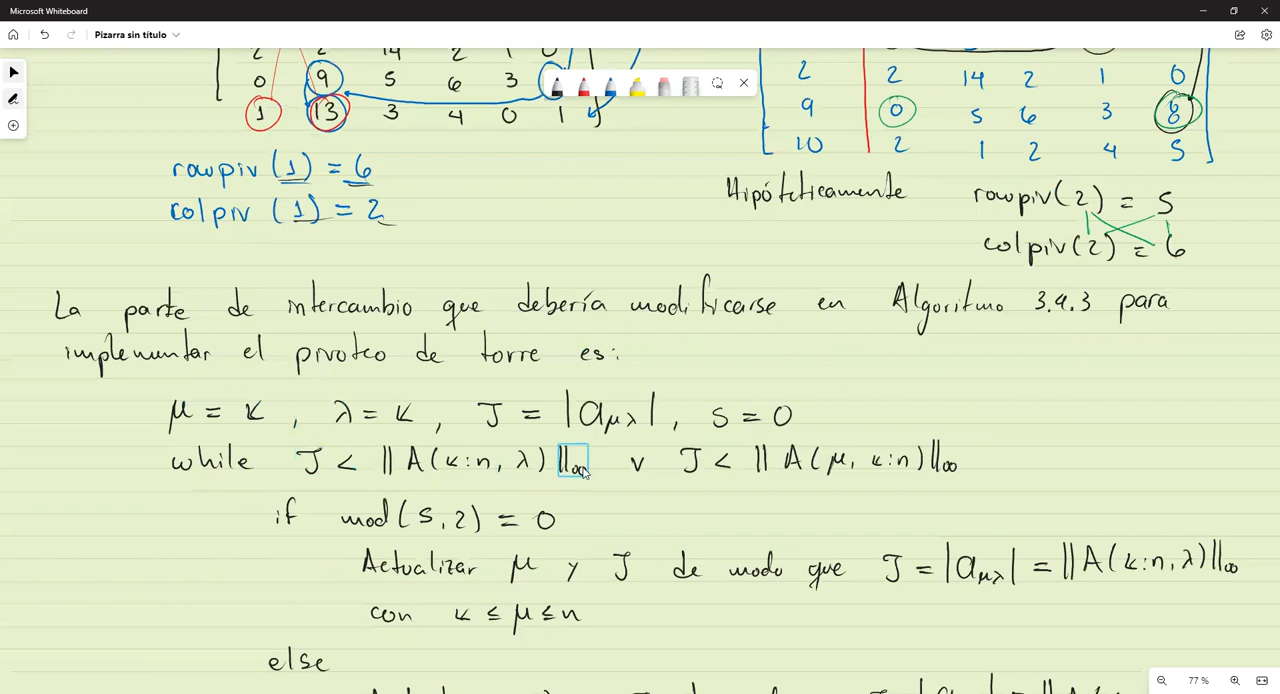 Microsoft Whiteboard
Pizarra sin título
0 9 5 6 3
1 13 3 4 0 1
2 2 14 2 1 0
9 0 5 6 3 8
10 2 1 2 4 5
rowpiv (1) = 6
colpiv (1) = 2
Hipóteticamente rowpiv(2) = 5
colpiv(2) = 6
La parte de intercambio que debería modificarse en Algoritmo 3.4.3 para
implementar el pivoteo de torre es:
μ = k , λ = k , J = |aμλ| , s = 0
while J < || A(k:n, λ) ||∞ v J < || A(μ, k:n)||∞
if mod(s,2) = 0
Actualizar μ y J de modo que J = |aμλ| = ||A(k:n,λ)||∞
con k ≤ μ ≤ n
else
77 %